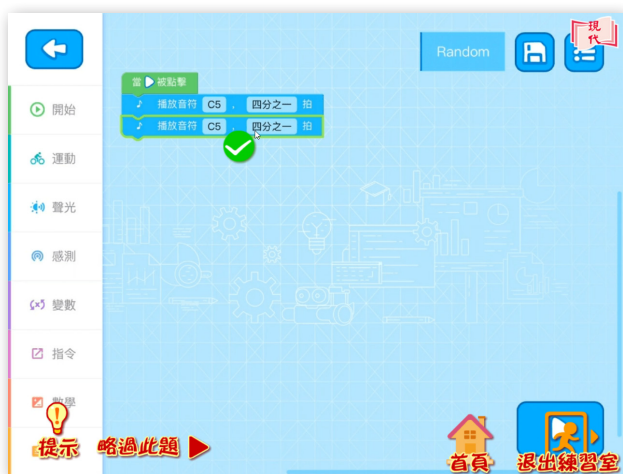 現代
Random
當 被點擊
播放音符 C5 , 四分之一 拍
播放音符 C5 , 四分之一 拍
開始
運動
聲光
感測
(x) 變數
指令
數學
提示
略過此題
首頁
退出練習室